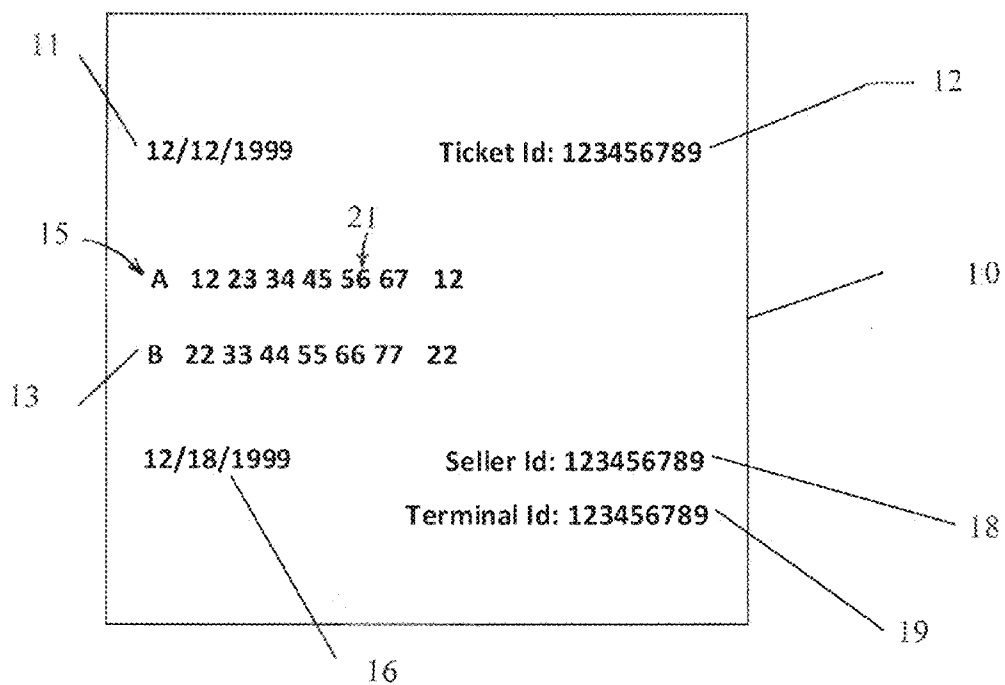 11
12
12/12/1999 Ticket Id: 123456789
21
15
A 12 23 34 45 56 67 12
10
B 22 33 44 55 66 77 22
13
12/18/1999 Seller Id: 123456789
Terminal Id: 123456789
18
19
16